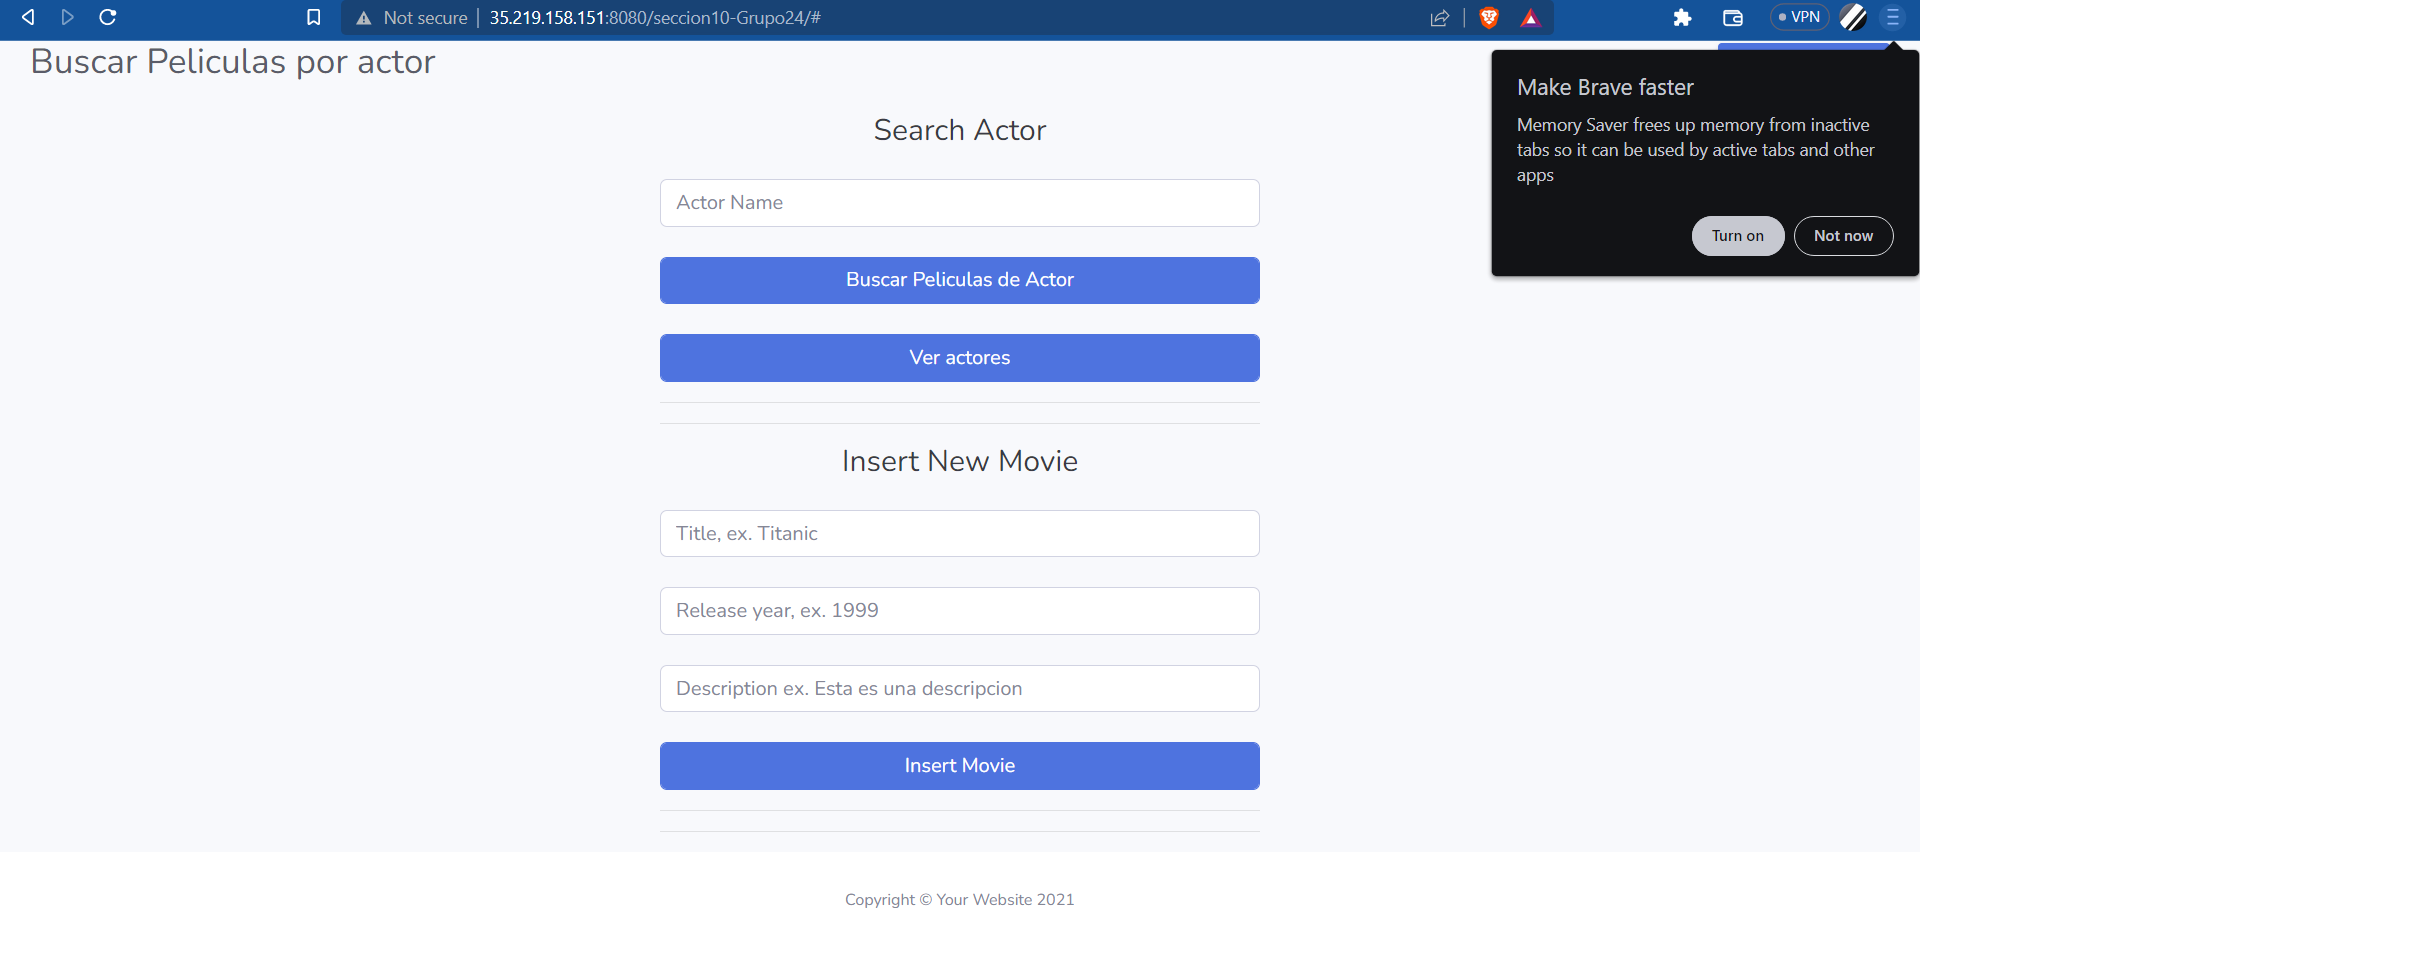 Not secure 35.219.158.151:8080/seccion10-Grupo24/# VPN
Buscar Peliculas por actor
Make Brave faster
Memory Saver frees up memory from inactive
tabs so it can be used by active tabs and other
apps
Turn on Not now
Search Actor
Actor Name
Buscar Peliculas de Actor
Ver actores
Insert New Movie
Title, ex. Titanic
Release year, ex. 1999
Description ex. Esta es una descripcion
Insert Movie
Copyright © Your Website 2021